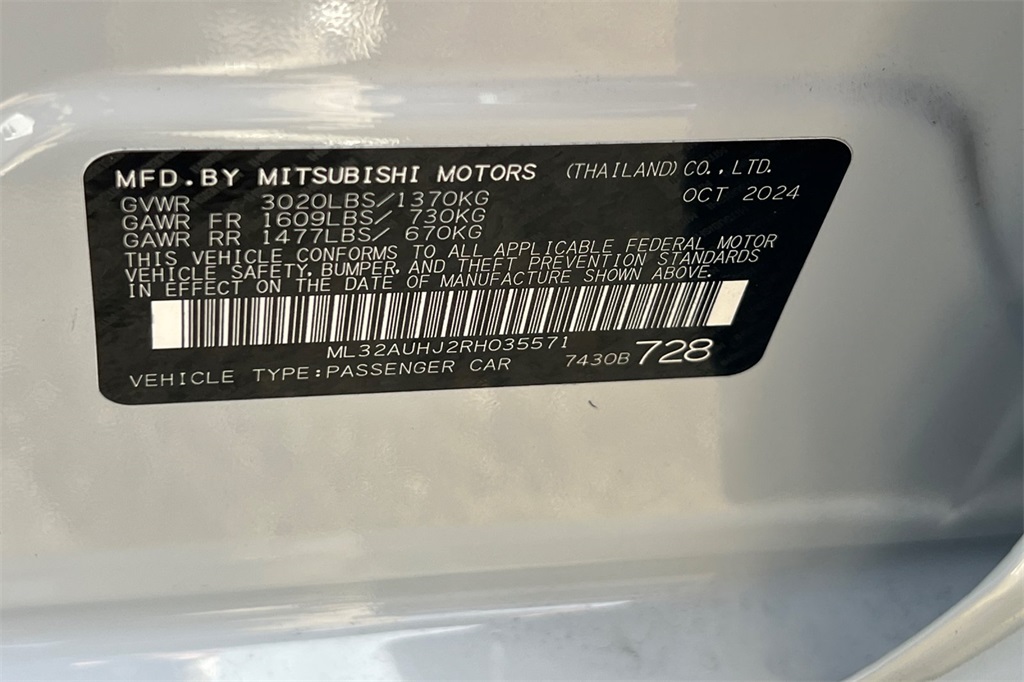 MFD.BY MITSUBISHI MOTORS (THAILAND) CO.,LTD.
GVWR 3020LBS/1370KG OCT 2024
GAWR FR 1609LBS/ 730KG
GAWR RR 1477LBS/ 670KG
THIS VEHICLE CONFORMS TO ALL APPLICABLE FEDERAL MOTOR
VEHICLE SAFETY, BUMPER, AND THEFT PREVENTION STANDARDS
IN EFFECT ON THE DATE OF MANUFACTURE SHOWN ABOVE.
ML32AUHJ2RH035571
VEHICLE TYPE:PASSENGER CAR 7430B 728